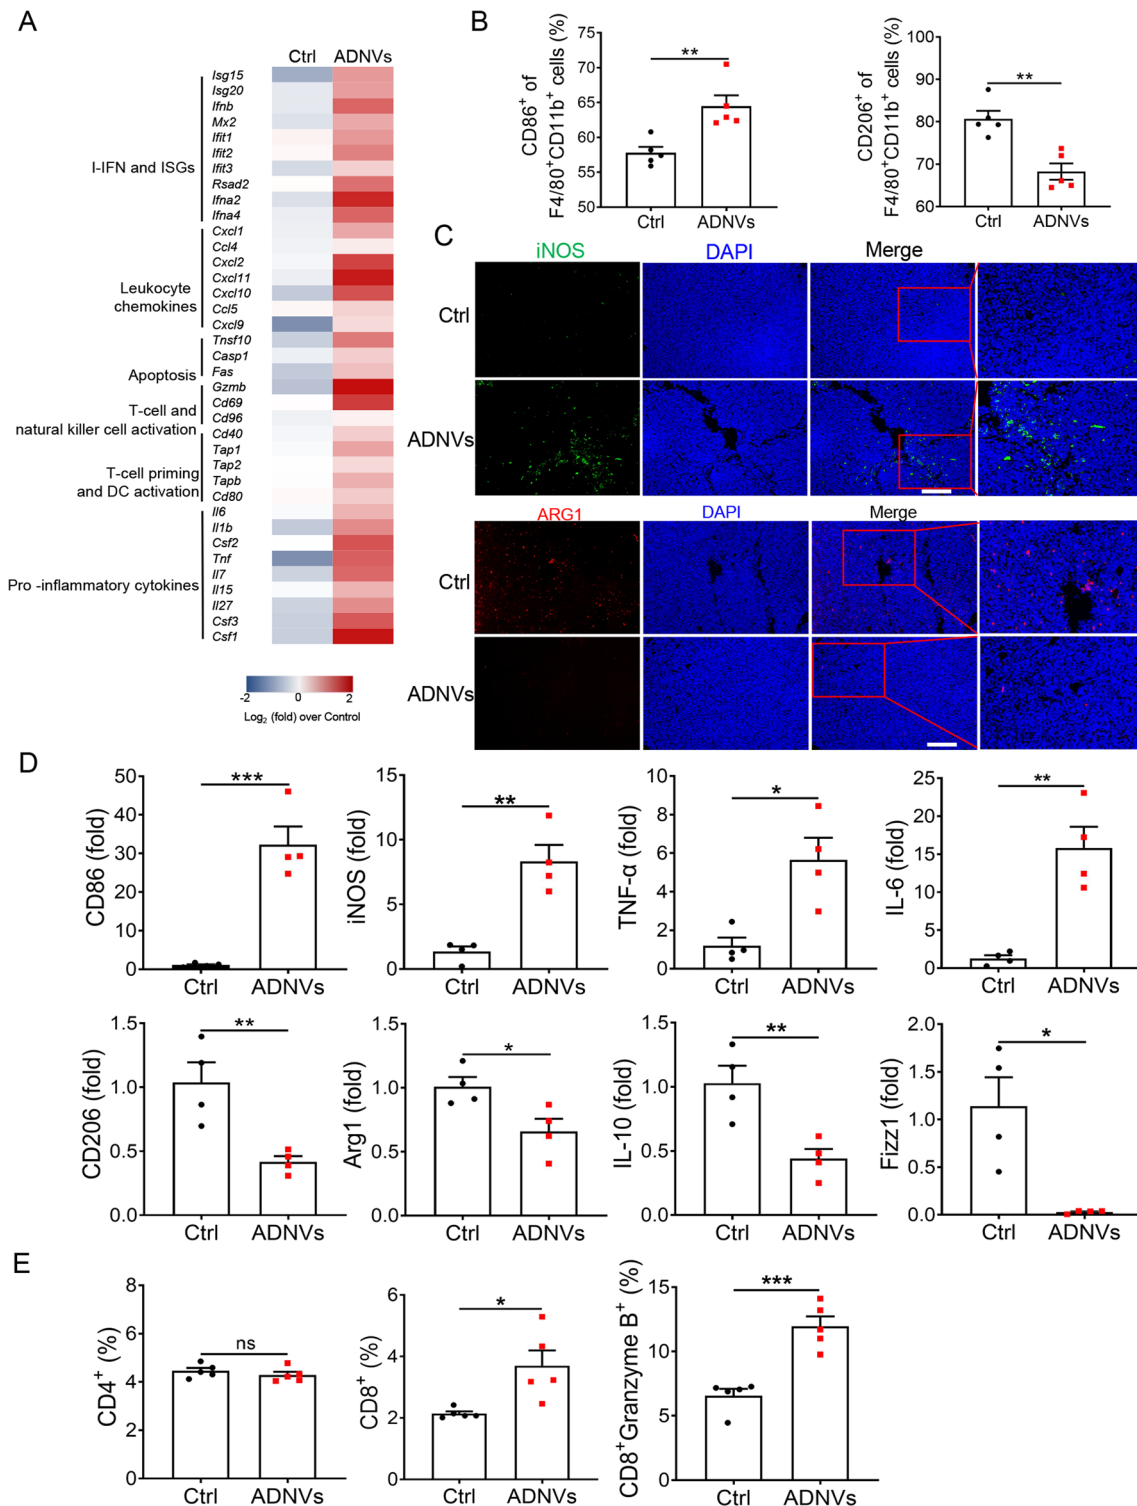 A
Ctrl ADNVs
Isg15
Isg20
Ifnb
Mx2
Ifit1
Ifit2
Ifit3
Rsad2
Ifna2
Ifna4
I-IFN and ISGs
Cxcl1
Ccl4
Cxcl2
Cxcl11
Cxcl10
Ccl5
Cxcl9
Leukocyte
chemokines
Tnsf10
Casp1
Fas
Apoptosis
Gzmb
Cd69
Cd96
T-cell and
natural killer cell activation
Cd40
Tap1
Tap2
Tapb
Cd80
T-cell priming
and DC activation
Il6
Il1b
Csf2
Tnf
Il7
Il15
Il27
Csf3
Csf1
Pro -inflammatory cytokines
-2 0 2
Log2 (fold) over Control
B
CD86+ of
F4/80+CD11b+ cells (%)
75
70
65
60
55
50
**
Ctrl ADNVs
CD206+ of
F4/80+CD11b+ cells (%)
100
90
80
70
60
**
Ctrl ADNVs
C
iNOS DAPI Merge
Ctrl
ADNVs
ARG1 DAPI Merge
Ctrl
ADNVs
D
CD86 (fold)
50
40
30
20
10
0
***
Ctrl ADNVs
iNOS (fold)
15
10
5
0
**
Ctrl ADNVs
TNF-α (fold)
10
8
6
4
2
0
*
Ctrl ADNVs
IL-6 (fold)
25
20
15
10
5
0
**
Ctrl ADNVs
CD206 (fold)
1.5
1.0
0.5
0.0
**
Ctrl ADNVs
Arg1 (fold)
1.5
1.0
0.5
0.0
*
Ctrl ADNVs
IL-10 (fold)
1.5
1.0
0.5
0.0
**
Ctrl ADNVs
Fizz1 (fold)
2.0
1.5
1.0
0.5
0.0
*
Ctrl ADNVs
E
CD4+ (%)
8
6
4
2
0
ns
Ctrl ADNVs
CD8+ (%)
6
4
2
0
*
Ctrl ADNVs
CD8+Granzyme B+ (%)
15
10
5
0
***
Ctrl ADNVs